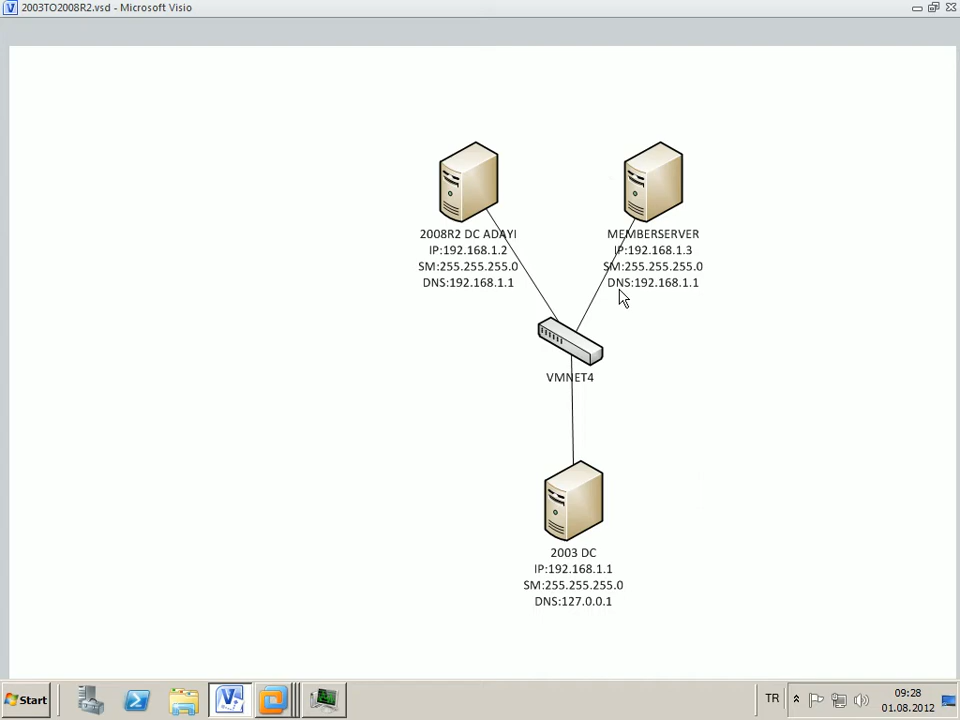 2003TO2008R2.vsd - Microsoft Visio
2008R2 DC ADAYI
IP:192.168.1.2
SM:255.255.255.0
DNS:192.168.1.1
MEMBERSERVER
IP:192.168.1.3
SM:255.255.255.0
DNS:192.168.1.1
VMNET4
2003 DC
IP:192.168.1.1
SM:255.255.255.0
DNS:127.0.0.1
Start
TR
09:28
01.08.2012